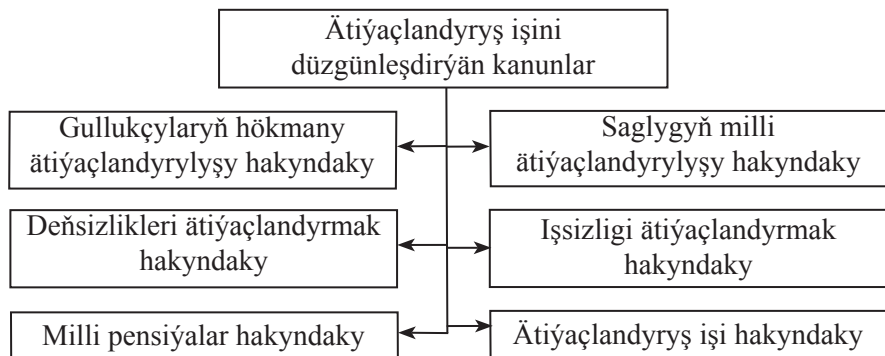 Ätiýaçlandyryş işini
düzgünleşdirýän kanunlar
Gullukçylaryň hökmany
ätiýaçlandyrylyşy hakyndaky
Saglygyň milli
ätiýaçlandyrylyşy hakyndaky
Deňsizlikleri ätiýaçlandyrmak
hakyndaky
Işsizligi ätiýaçlandyrmak
hakyndaky
Milli pensiýalar hakyndaky
Ätiýaçlandyryş işi hakyndaky